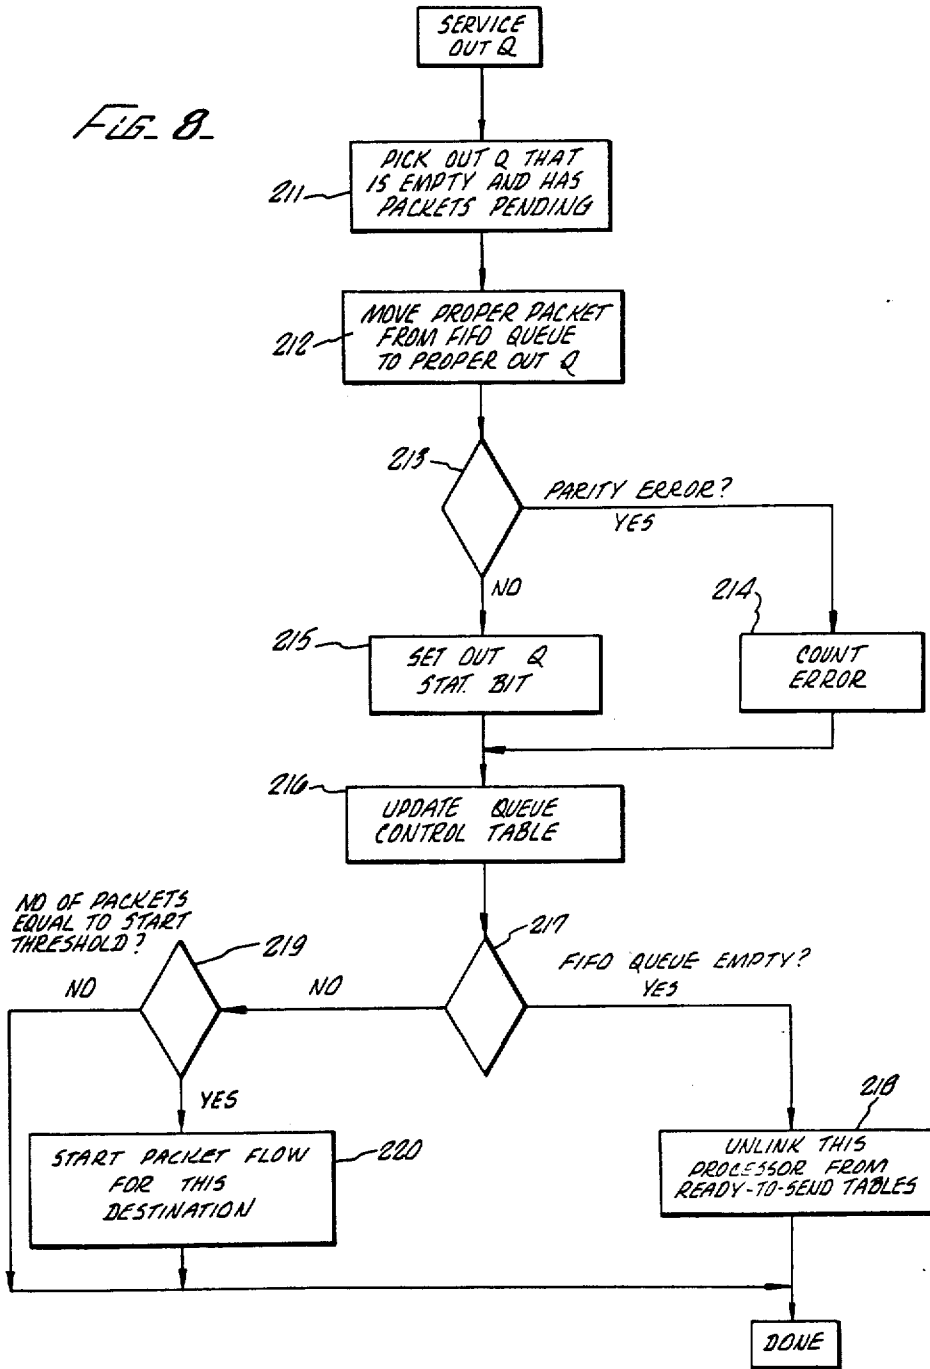 SERVICE
OUT Q
FIG. 8.
PICK OUT Q THAT
IS EMPTY AND HAS
PACKETS PENDING
211
MOVE PROPER PACKET
FROM FIFO QUEUE
TO PROPER OUT Q
212
213
PARITY ERROR?
YES
NO
214
215
SET OUT Q
STAT. BIT
COUNT
ERROR
216
UPDATE QUEUE
CONTROL TABLE
NO OF PACKETS
EQUAL TO START
THRESHOLD?
219
217
FIFO QUEUE EMPTY?
NO
NO
YES
YES
218
START PACKET FLOW
FOR THIS
DESTINATION
220
UNLINK THIS
PROCESSOR FROM
READY-TO-SEND TABLES
DONE